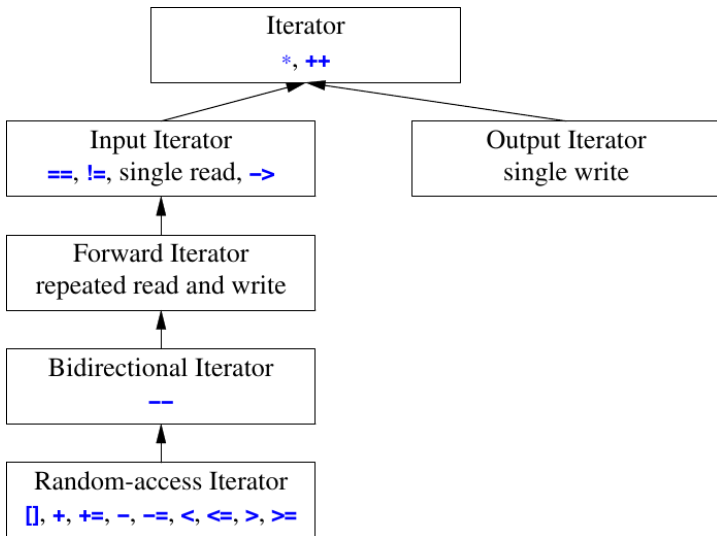 Iterator
*, ++
Input Iterator
==, !=, single read, −>
Output Iterator
single write
Forward Iterator
repeated read and write
Bidirectional Iterator
−−
Random-access Iterator
[], +, +=, −, −=, <, <=, >, >=